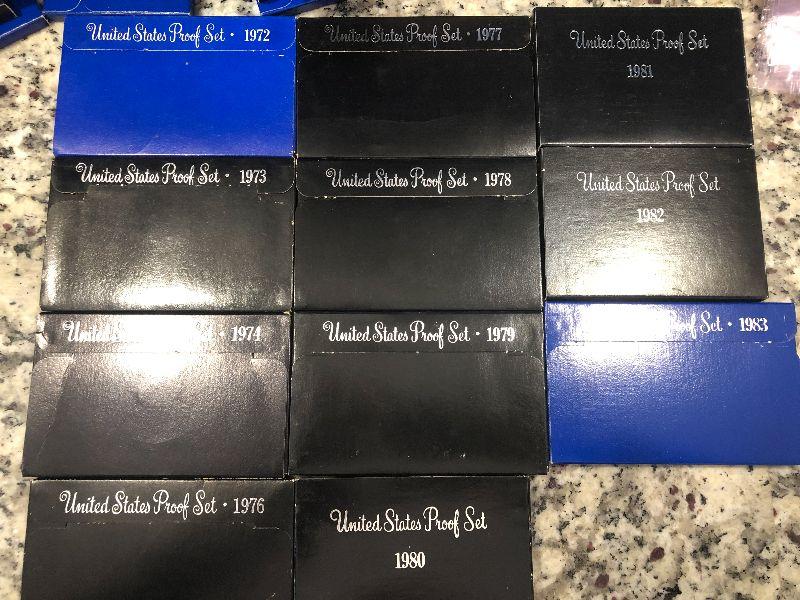 United States Proof Set · 1972
United States Proof Set · 1973
United States Proof Set · 1974
United States Proof Set · 1976
United States Proof Set · 1977
United States Proof Set · 1978
United States Proof Set · 1979
United States Proof Set
1980
United States Proof Set
1981
United States Proof Set
1982
Proof Set · 1983